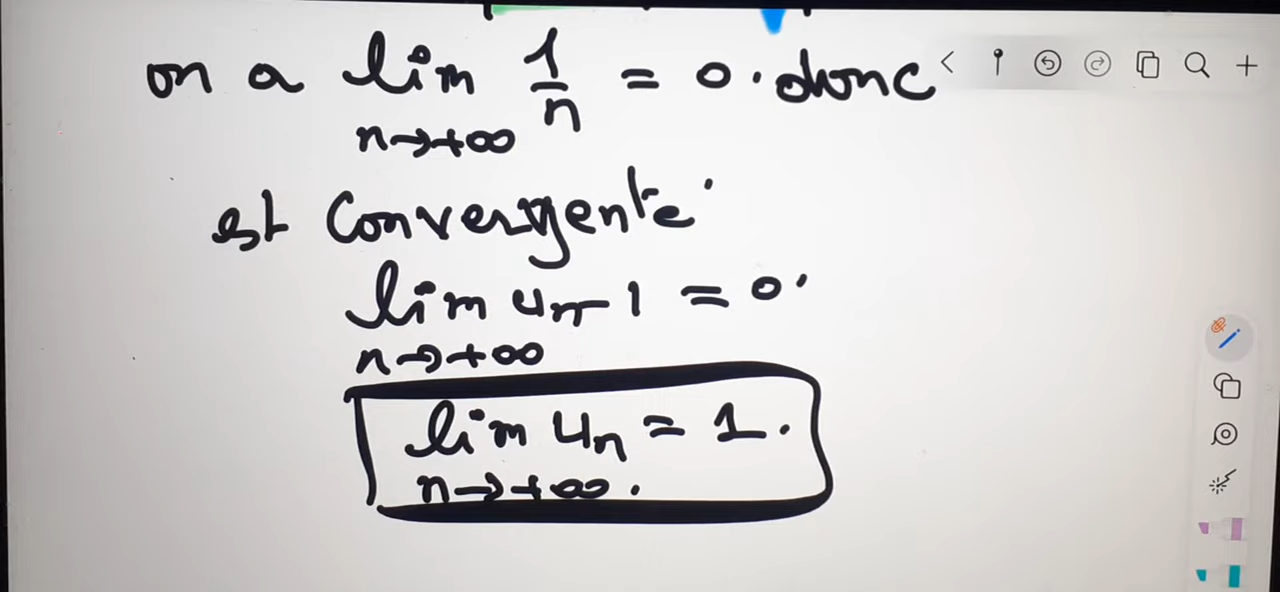 on a lim 1/n = 0. donc
n→+∞
est convergente.
lim un-1 = 0.
n→+∞
lim un = 1.
n→+∞.